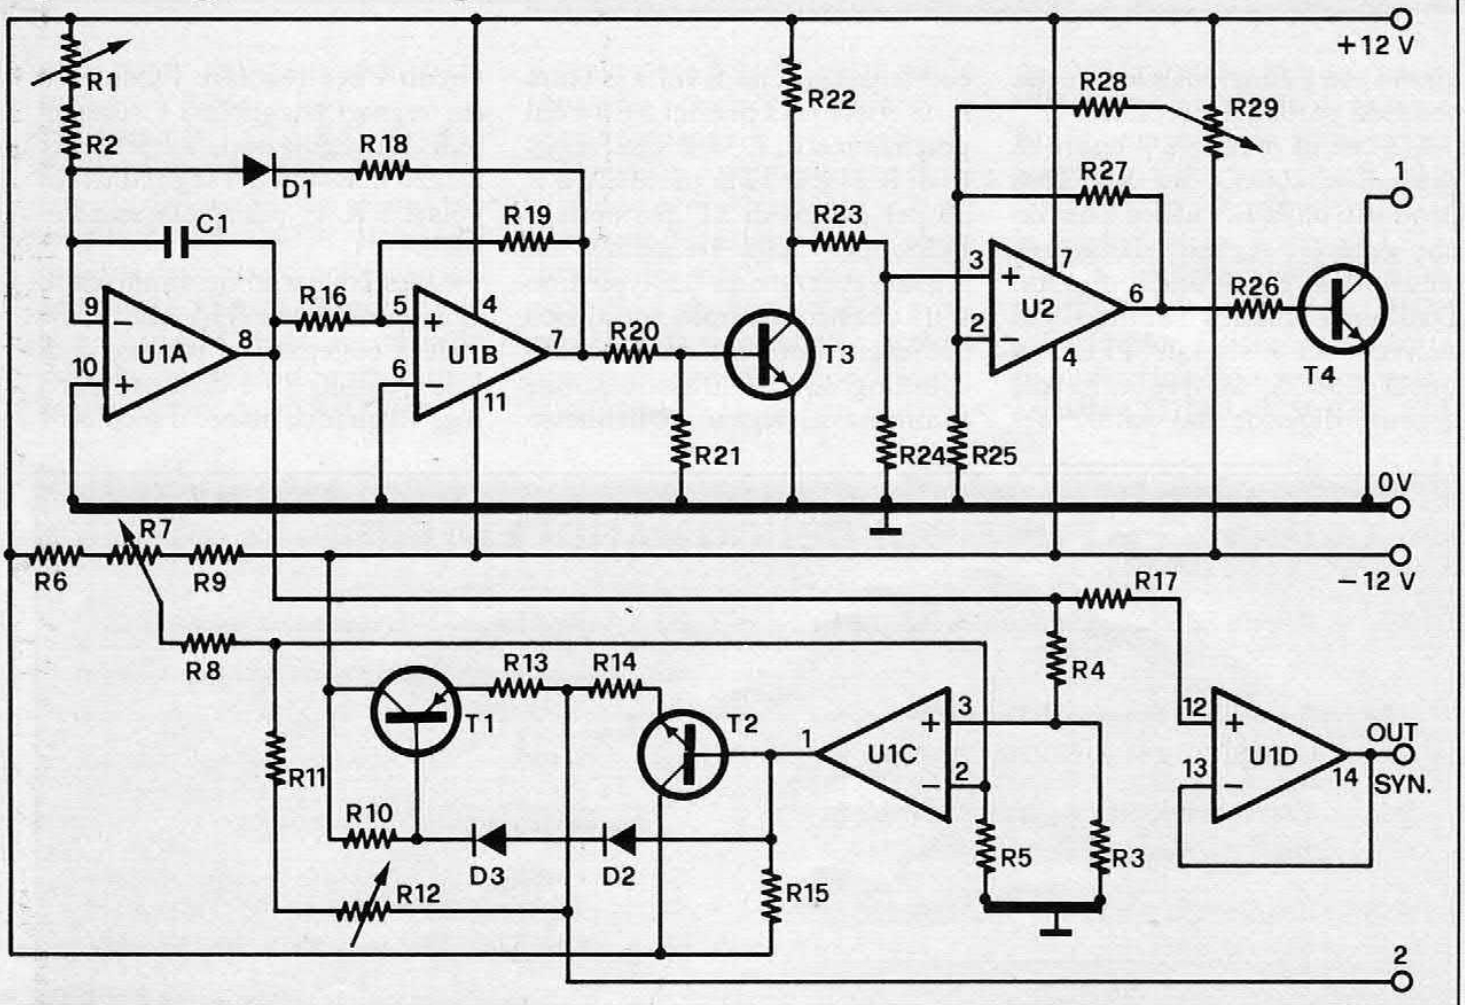 +12 V
R1
R2
D1
R18
R22
R28
R29
R27
1
C1
R19
R23
9
−
8
R16
5
+
4
3
+
7
6
R26
U1A
U1B
7
R20
T3
2
−
U2
4
T4
10
+
6
−
11
R21
R24
R25
0V
R7
R6
R9
−12 V
R17
R8
R13
R14
R4
T1
T2
1
+
3
12
+
OUT
R11
U1C
U1D
−
2
13
−
14
SYN.
R10
D3
D2
R5
R3
R12
R15
2